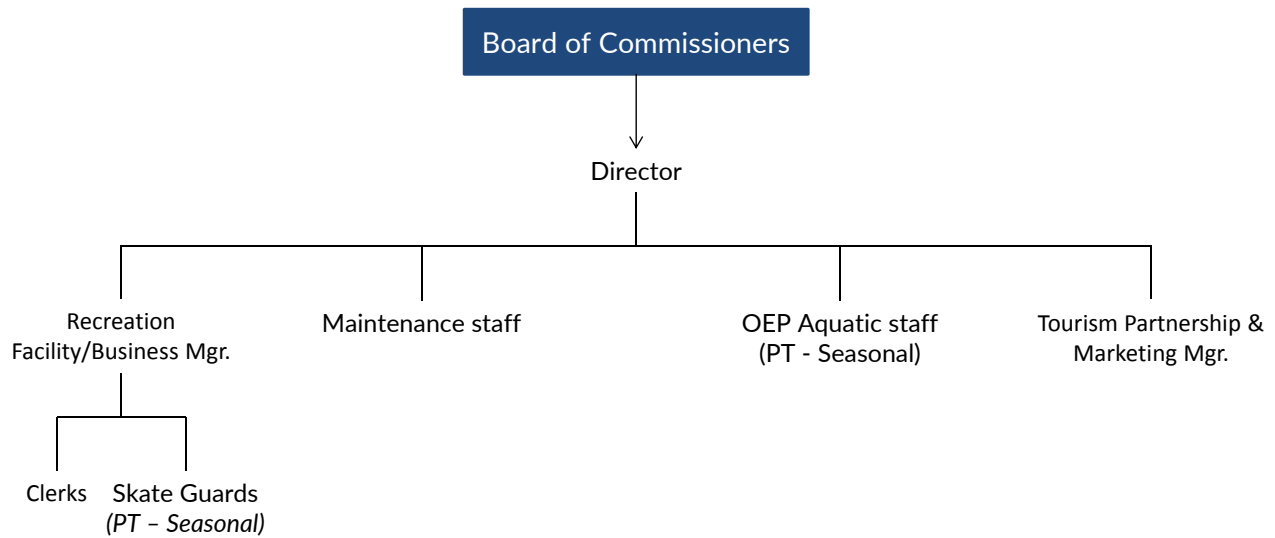 Board of Commissioners
Director
Recreation
Facility/Business Mgr.
Maintenance staff
OEP Aquatic staff
(PT - Seasonal)
Tourism Partnership &
Marketing Mgr.
Clerks
Skate Guards
(PT – Seasonal)